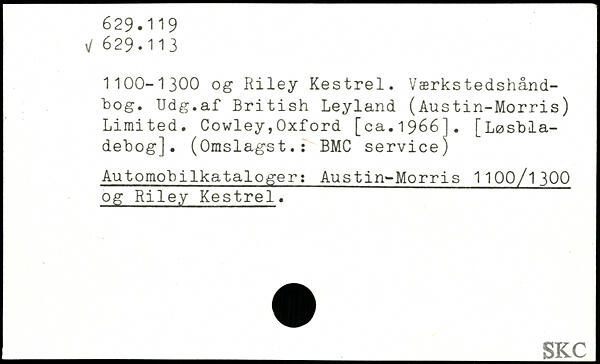 629.119
√ 629.113
1100-1300 og Riley Kestrel. Værkstedshånd-
bog. Udg.af British Leyland (Austin-Morris)
Limited. Cowley,Oxford [ca.1966]. [Løsbla-
debog]. (Omslagst.: BMC service)
Automobilkataloger: Austin-Morris 1100/1300
og Riley Kestrel.
SKC